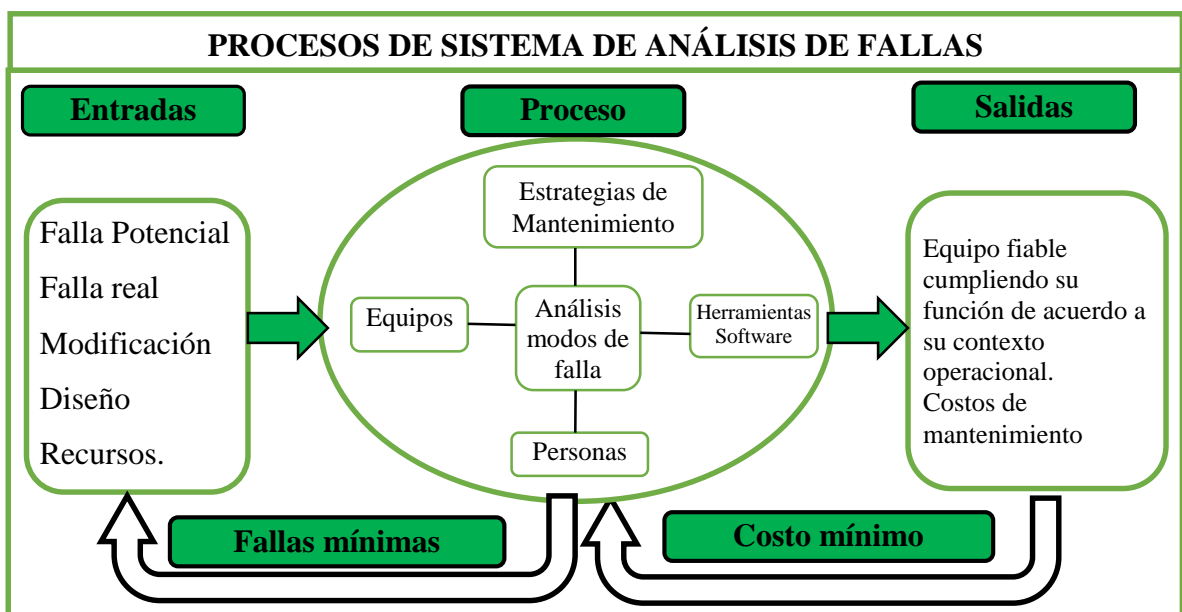 PROCESOS DE SISTEMA DE ANÁLISIS DE FALLAS
Entradas
Proceso
Salidas
Falla Potencial
Falla real
Modificación
Diseño
Recursos.
Estrategias de
Mantenimiento
Equipos
Análisis
modos de
falla
Herramientas
Software
Personas
Equipo fiable
cumpliendo su
función de acuerdo a
su contexto
operacional.
Costos de
mantenimiento
Fallas mínimas
Costo mínimo